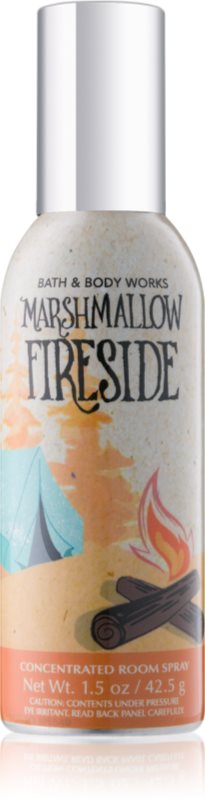 BATH & BODY WORKS
MARSHMALLOW
FIRESIDE
CONCENTRATED ROOM SPRAY
Net Wt. 1.5 oz / 42.5 g
CAUTION: CONTENTS UNDER PRESSURE.
EYE IRRITANT. READ BACK PANEL CAREFULLY.